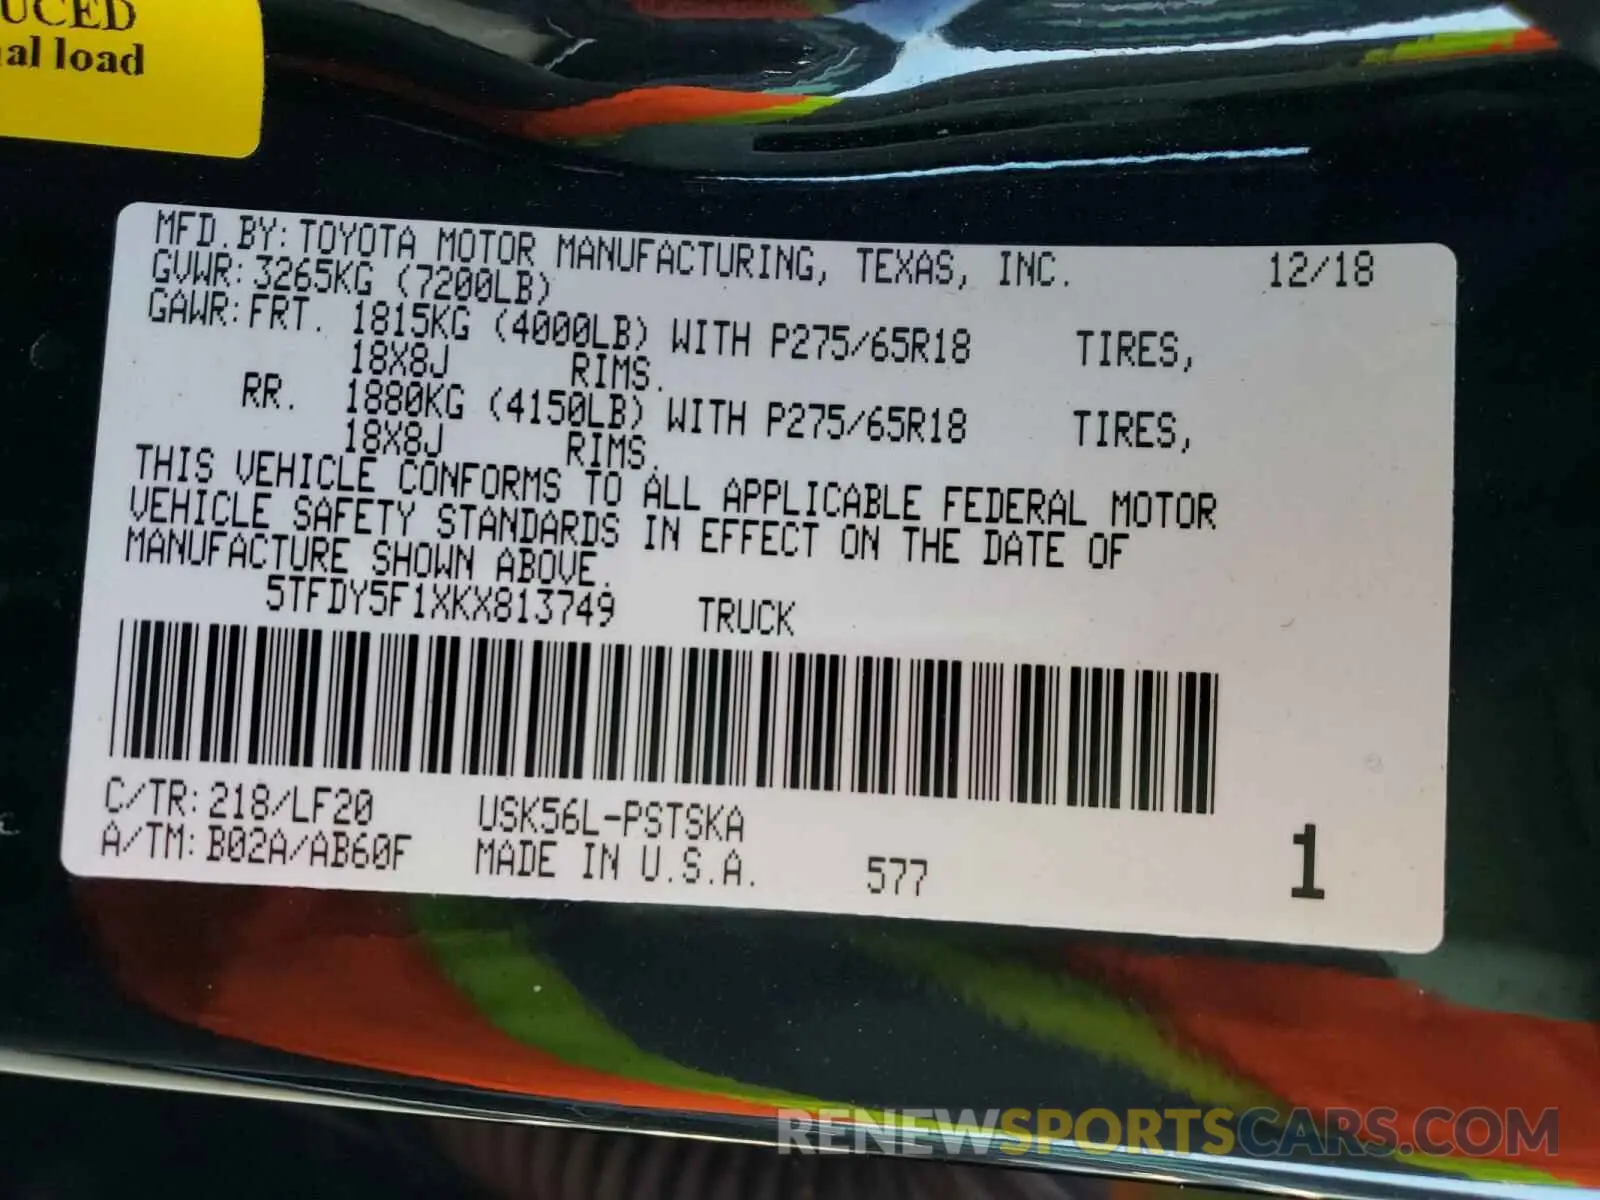 UCED
al load
MFD.BY:TOYOTA MOTOR MANUFACTURING, TEXAS, INC. 12/18
GVWR:3265KG (7200LB)
GAWR:FRT. 1815KG (4000LB) WITH P275/65R18 TIRES,
18X8J RIMS.
RR. 1880KG (4150LB) WITH P275/65R18 TIRES,
18X8J RIMS.
THIS VEHICLE CONFORMS TO ALL APPLICABLE FEDERAL MOTOR
VEHICLE SAFETY STANDARDS IN EFFECT ON THE DATE OF
MANUFACTURE SHOWN ABOVE.
5TFDY5F1XKX813749 TRUCK
C/TR:218/LF20 USK56L-PSTSKA
A/TM:B02A/AB60F MADE IN U.S.A. 577 1
RENEWSPORTSCARS.COM